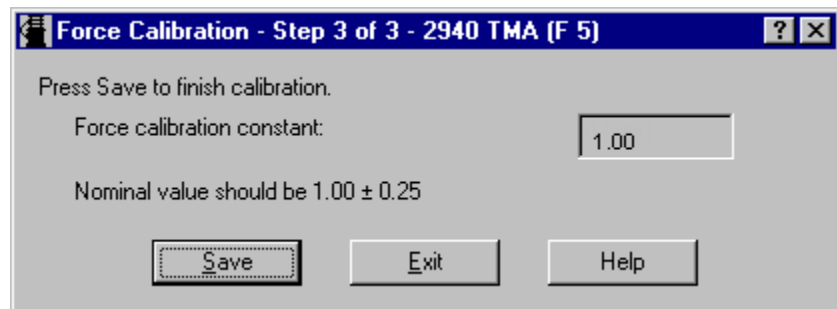 Force Calibration - Step 3 of 3 - 2940 TMA (F 5)
Press Save to finish calibration.
Force calibration constant:
1.00
Nominal value should be 1.00 ± 0.25
Save Exit Help